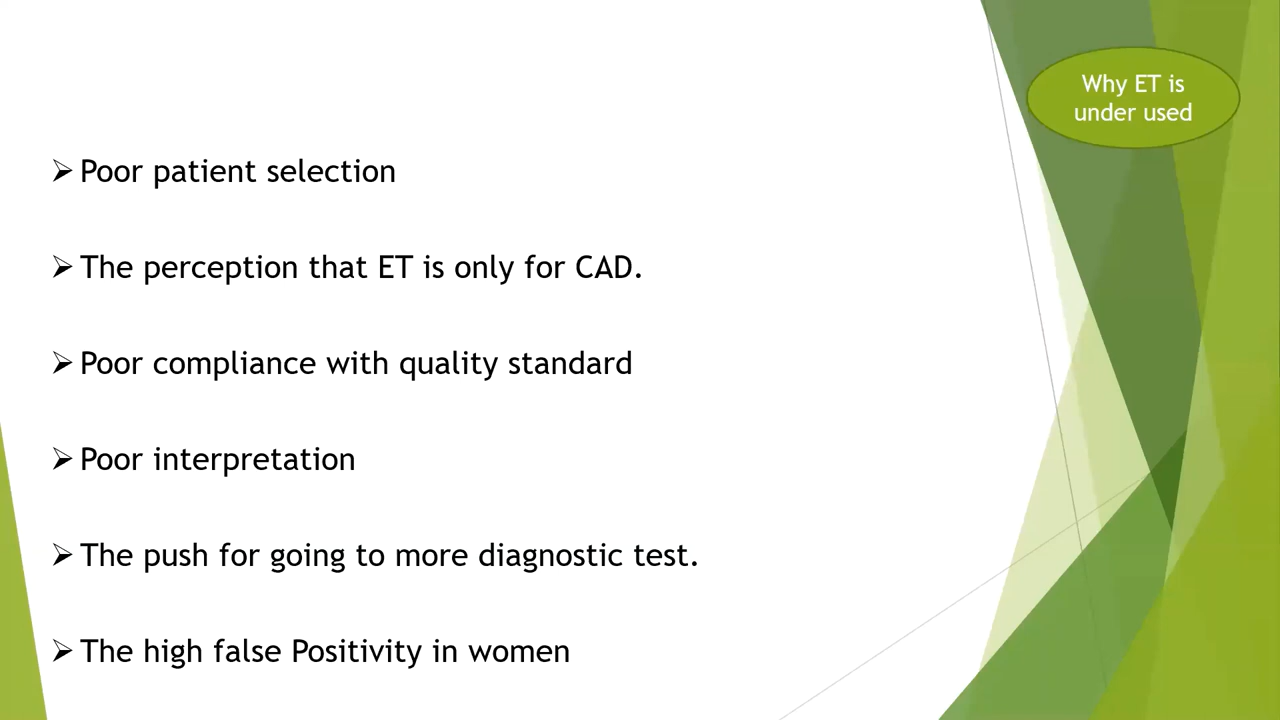 Why ET is
under used
➢ Poor patient selection
➢ The perception that ET is only for CAD.
➢ Poor compliance with quality standard
➢ Poor interpretation
➢ The push for going to more diagnostic test.
➢ The high false Positivity in women